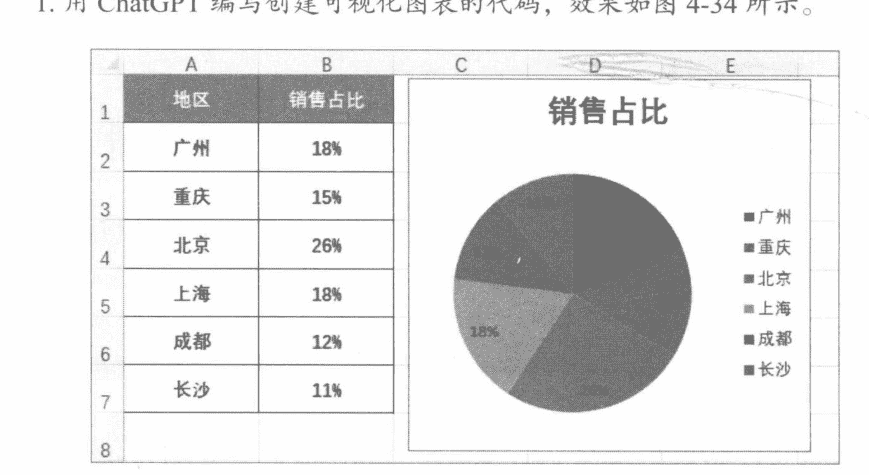 1. 用 ChatGPT 编写创建可视化图表的代码，效果如图 4-34 所示。
A B C D E
1 地区 销售占比
2 广州 18%
3 重庆 15%
4 北京 26%
5 上海 18%
6 成都 12%
7 长沙 11%
8
销售占比
18%
广州
重庆
北京
上海
成都
长沙